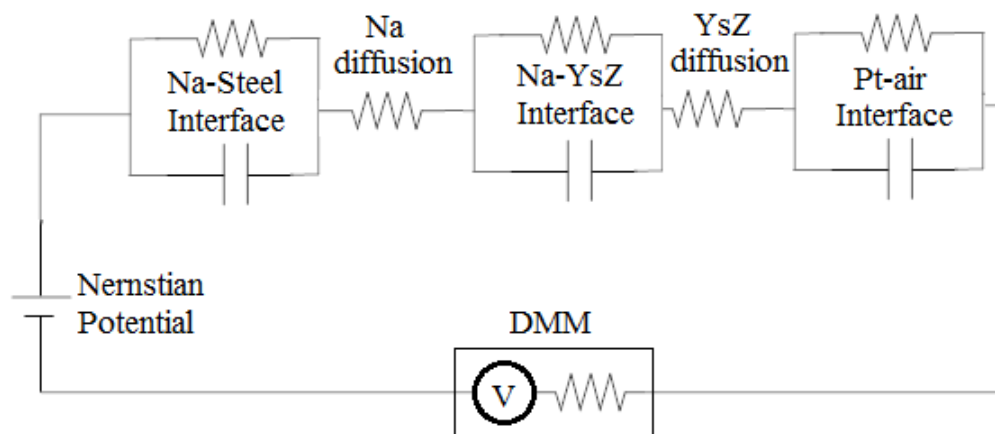 Na-Steel
Interface
Na
diffusion
Na-YsZ
Interface
YsZ
diffusion
Pt-air
Interface
Nernstian
Potential
DMM
V